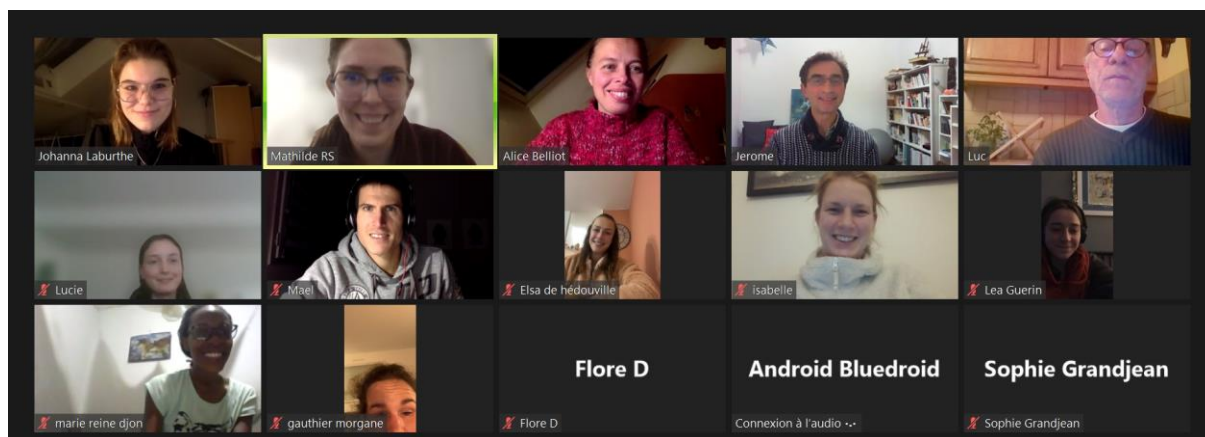 Johanna Laburthe
Mathilde RS
Alice Belliot
Jerome
Luc
Lucie
Mael
Elsa de hédouville
isabelle
Lea Guerin
marie reine djon
gauthier morgane
Flore D
Flore D
Android Bluedroid
Connexion à l'audio
Sophie Grandjean
Sophie Grandjean